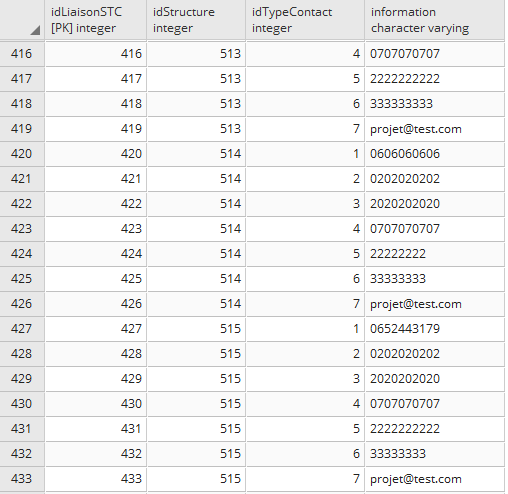 idLiaisonSTC idStructure idTypeContact information
[PK] integer integer integer character varying
416 416 513 4 0707070707
417 417 513 5 2222222222
418 418 513 6 333333333
419 419 513 7 projet@test.com
420 420 514 1 0606060606
421 421 514 2 0202020202
422 422 514 3 2020202020
423 423 514 4 0707070707
424 424 514 5 22222222
425 425 514 6 33333333
426 426 514 7 projet@test.com
427 427 515 1 0652443179
428 428 515 2 0202020202
429 429 515 3 2020202020
430 430 515 4 0707070707
431 431 515 5 2222222222
432 432 515 6 33333333
433 433 515 7 projet@test.com